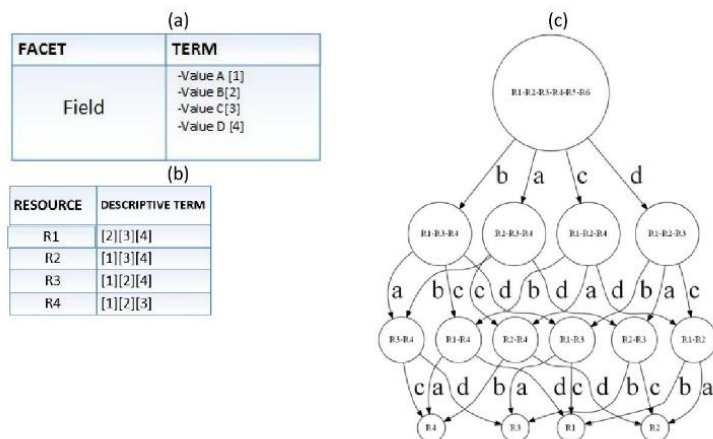 (a)
FACET TERM
Field
-Value A [1]
-Value B[2]
-Value C[3]
-Value D [4]
(b)
RESOURCE DESCRIPTIVE TERM
R1 [2][3][4]
R2 [1][3][4]
R3 [1][2][4]
R4 [1][2][3]
(c)
R1-R2-R3-R4-R5-R6
b a c d
R1-R3-R4 R2-R3-R4 R1-R2-R4 R1-R2-R3
a b c c d b d a d b a c
R3-R4 R1-R4 R2-R4 R1-R3 R2-R3 R1-R2
c a d b a d c d b c b a
R4 R3 R1 R2